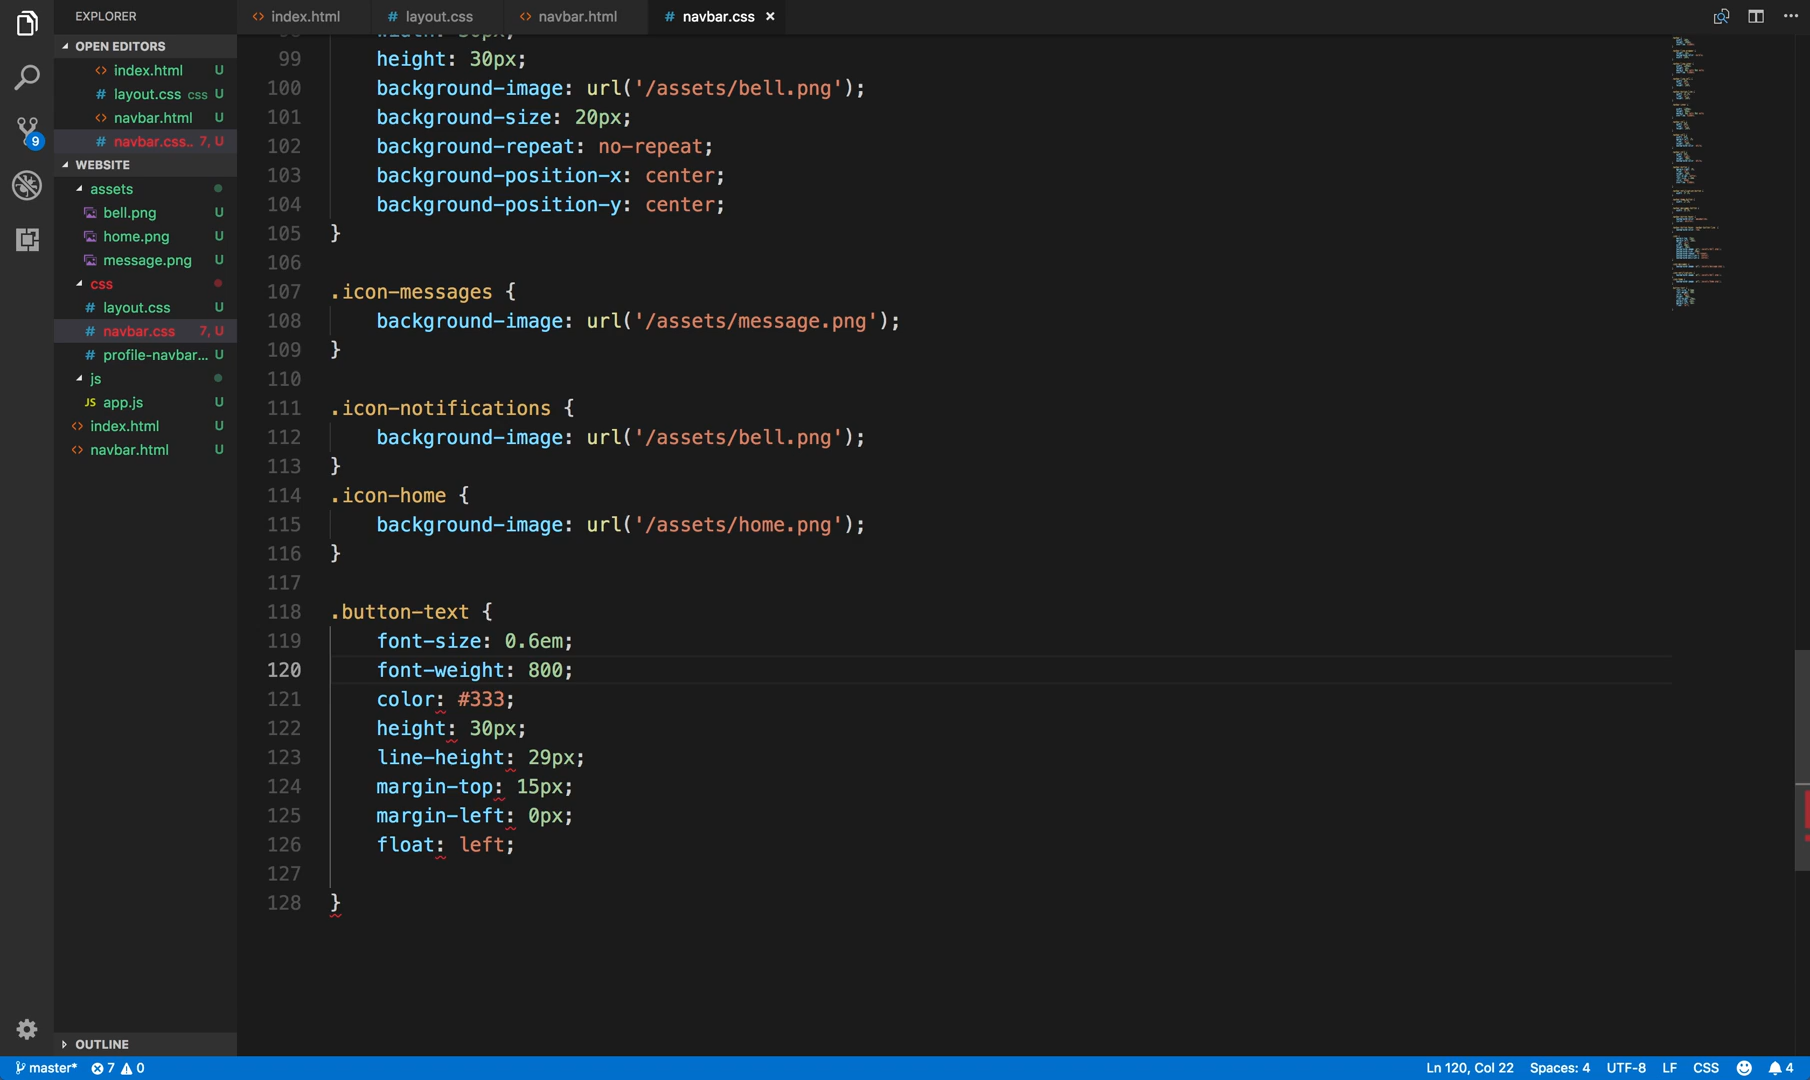 EXPLORER
index.html
layout.css
navbar.html
navbar.css
OPEN EDITORS
index.html U
layout.css css U
navbar.html U
navbar.css.. 7, U
WEBSITE
assets
bell.png U
home.png U
message.png U
css
layout.css U
navbar.css 7, U
profile-navbar... U
js
JS app.js U
index.html U
navbar.html U
OUTLINE
9
99 height: 30px;
100 background-image: url('/assets/bell.png');
101 background-size: 20px;
102 background-repeat: no-repeat;
103 background-position-x: center;
104 background-position-y: center;
105 }
106
107 .icon-messages {
108 background-image: url('/assets/message.png');
109 }
110
111 .icon-notifications {
112 background-image: url('/assets/bell.png');
113 }
114 .icon-home {
115 background-image: url('/assets/home.png');
116 }
117
118 .button-text {
119 font-size: 0.6em;
120 font-weight: 800;
121 color: #333;
122 height: 30px;
123 line-height: 29px;
124 margin-top: 15px;
125 margin-left: 0px;
126 float: left;
127
128 }
master* 7 0
Ln 120, Col 22 Spaces: 4 UTF-8 LF CSS 4